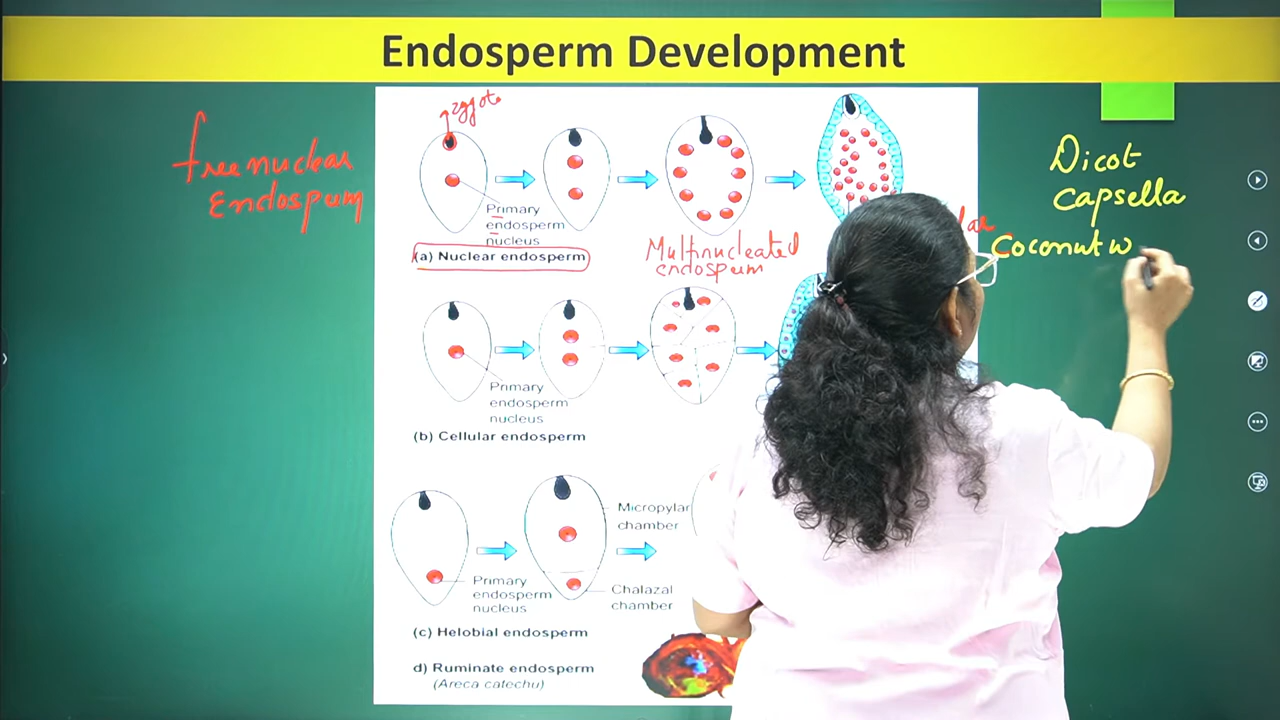 Endosperm Development
zygote
free nuclear
Endosperm
Dicot
Capsella
Coconut w
Primary
endosperm
nucleus
(a) Nuclear endosperm
Multinucleated
endosperm
Primary
endosperm
nucleus
(b) Cellular endosperm
Micropylar
chamber
Primary
endosperm
nucleus
Chalazal
chamber
(c) Helobial endosperm
d) Ruminate endosperm
(Areca catechu)